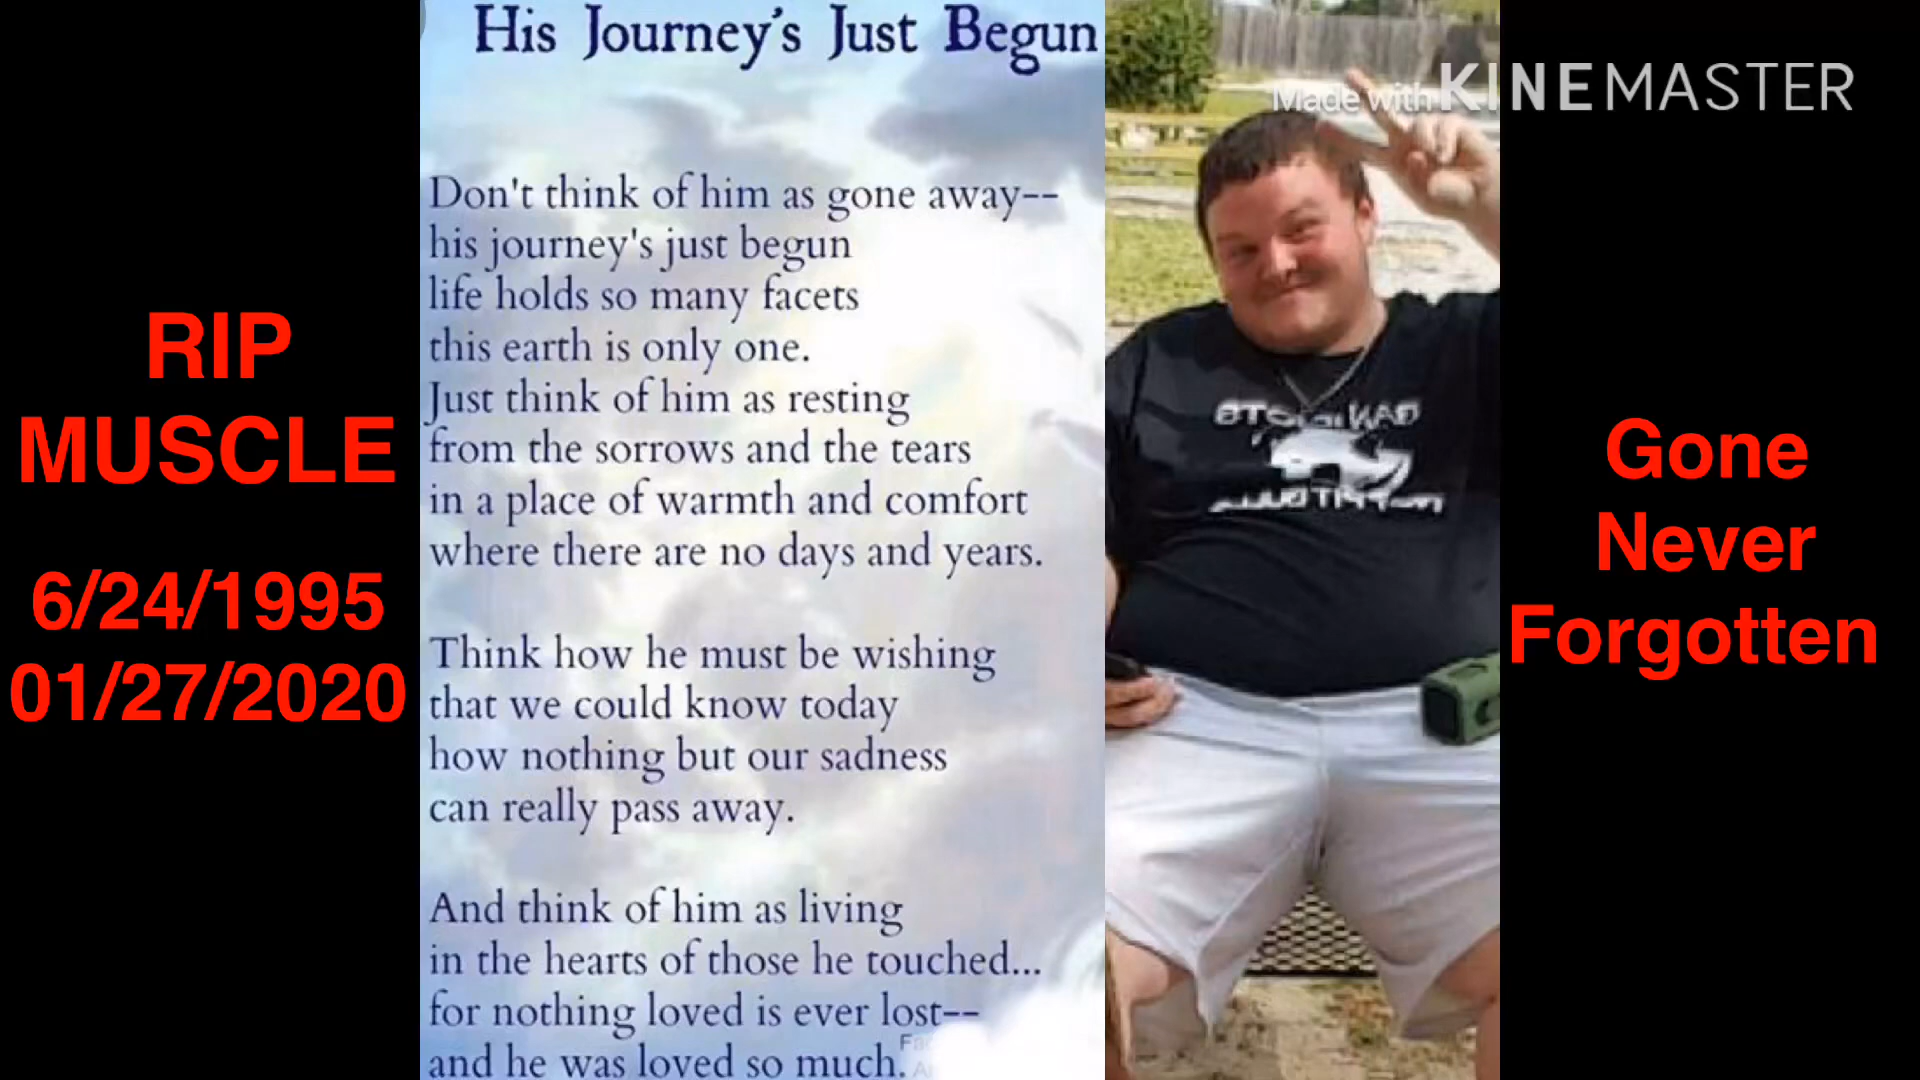 His Journey's Just Begun
Made with KINEMASTER
Don't think of him as gone away--
his journey's just begun
life holds so many facets
this earth is only one.
Just think of him as resting
from the sorrows and the tears
in a place of warmth and comfort
where there are no days and years.
Think how he must be wishing
that we could know today
how nothing but our sadness
can really pass away.
And think of him as living
in the hearts of those he touched...
for nothing loved is ever lost--
and he was loved so much.
RIP
MUSCLE
6/24/1995
01/27/2020
Gone
Never
Forgotten